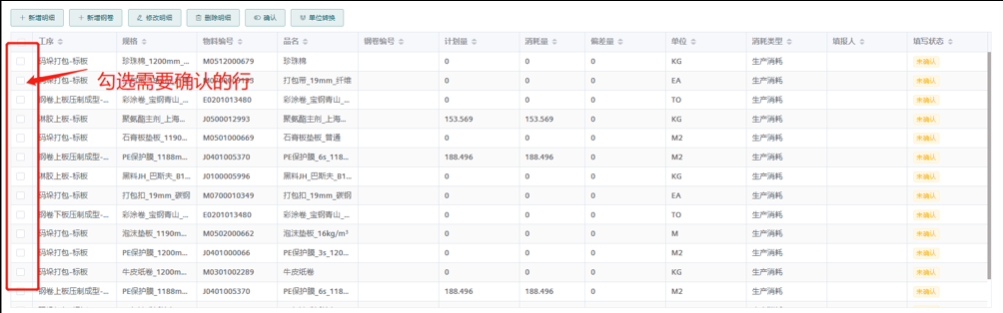 新增明细 新增钢卷 修改明细 删除明细 确认 单位转换
工序 规格 物料编号 品名 钢卷编号 计划量 消耗量 偏差量 单位 消耗类型 填报人 填写状态
码垛打包-标板 珍珠棉_1200mm_... M0512000679 珍珠棉 0 0 0 KG 生产消耗 未确认
勾选需要确认的行
码垛打包-标板 打包带_19mm_纤维 0 0 0 EA 生产消耗 未确认
钢卷上板压制成型-... 彩涂卷_宝钢青山_... E0201013480 彩涂卷_宝钢青山_... 0 0 0 TO 生产消耗 未确认
淋胶上板-标板 聚氨酯主剂_上海... J0500012993 聚氨酯主剂_上海... 153.569 153.569 0 KG 生产消耗 未确认
码垛打包-标板 石膏板垫板_1190... M0501000669 石膏板垫板_普通 0 0 0 M2 生产消耗 未确认
钢卷上板压制成型-... PE保护膜_1188m... J0401005370 PE保护膜_6s_118... 188.496 188.496 0 M2 生产消耗 未确认
淋胶上板-标板 黑料JH_巴斯夫_B1... J0100005996 黑料JH_巴斯夫_B1... 0 0 0 KG 生产消耗 未确认
码垛打包-标板 打包扣_19mm_碳钢 M0700010349 打包扣_19mm_碳钢 0 0 0 EA 生产消耗 未确认
钢卷下板压制成型-... 彩涂卷_宝钢青山_... E0201013480 彩涂卷_宝钢青山_... 0 0 0 TO 生产消耗 未确认
码垛打包-标板 泡沫垫板_1190m... M0502000662 泡沫垫板_16kg/m³ 0 0 0 M 生产消耗 未确认
码垛打包-标板 PE保护膜_1200m... J0401000066 PE保护膜_3s_120... 0 0 0 M2 生产消耗 未确认
码垛打包-标板 牛皮纸卷_1200m... M0301002289 牛皮纸卷 0 0 0 KG 生产消耗 未确认
钢卷下板压制成型-... PE保护膜_1188m... J0401005370 PE保护膜_6s_118... 188.496 188.496 0 M2 生产消耗 未确认